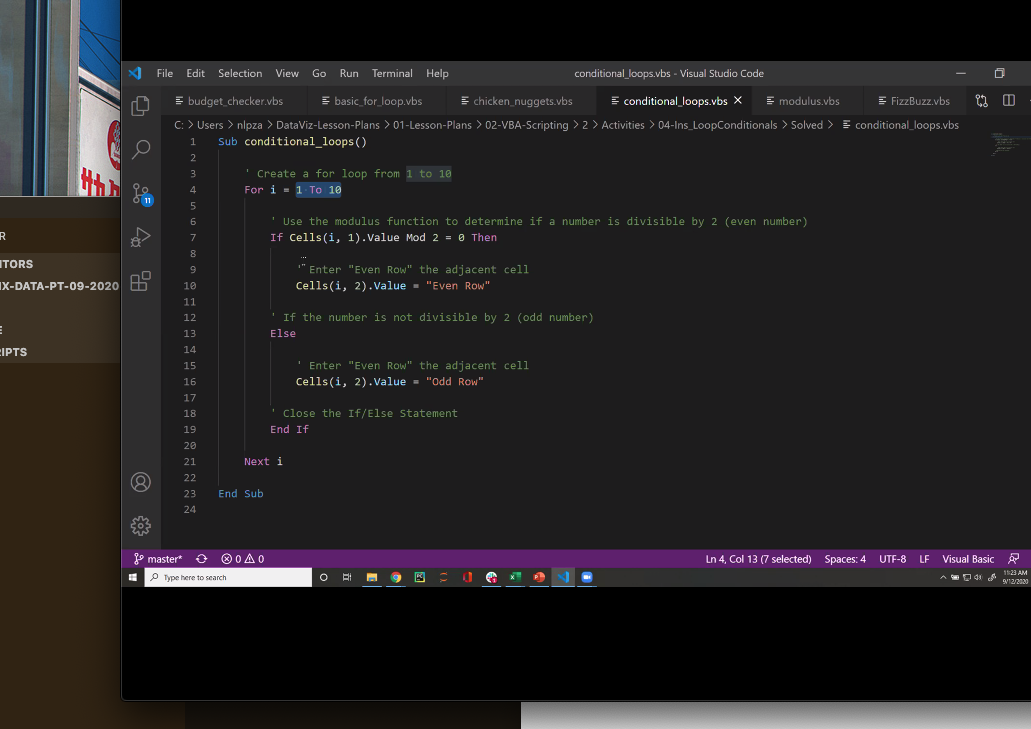 File Edit Selection View Go Run Terminal Help
conditional_loops.vbs - Visual Studio Code
budget_checker.vbs
basic_for_loop.vbs
chicken_nuggets.vbs
conditional_loops.vbs
modulus.vbs
FizzBuzz.vbs
C: > Users > nlpza > DataViz-Lesson-Plans > 01-Lesson-Plans > 02-VBA-Scripting > 2 > Activities > 04-Ins_LoopConditionals > Solved > conditional_loops.vbs
1 Sub conditional_loops()
2
3 ' Create a for loop from 1 to 10
4 For i = 1 To 10
5
6 ' Use the modulus function to determine if a number is divisible by 2 (even number)
7 If Cells(i, 1).Value Mod 2 = 0 Then
8
9 ' Enter "Even Row" the adjacent cell
10 Cells(i, 2).Value = "Even Row"
11
12 ' If the number is not divisible by 2 (odd number)
13 Else
14
15 ' Enter "Even Row" the adjacent cell
16 Cells(i, 2).Value = "Odd Row"
17
18 ' Close the If/Else Statement
19 End If
20
21 Next i
22
23 End Sub
24
11
master* 0 0
Ln 4, Col 13 (7 selected) Spaces: 4 UTF-8 LF Visual Basic
Type here to search
11:23 AM
9/12/2020
R
ITORS
IX-DATA-PT-09-2020
E
IPTS
サカ